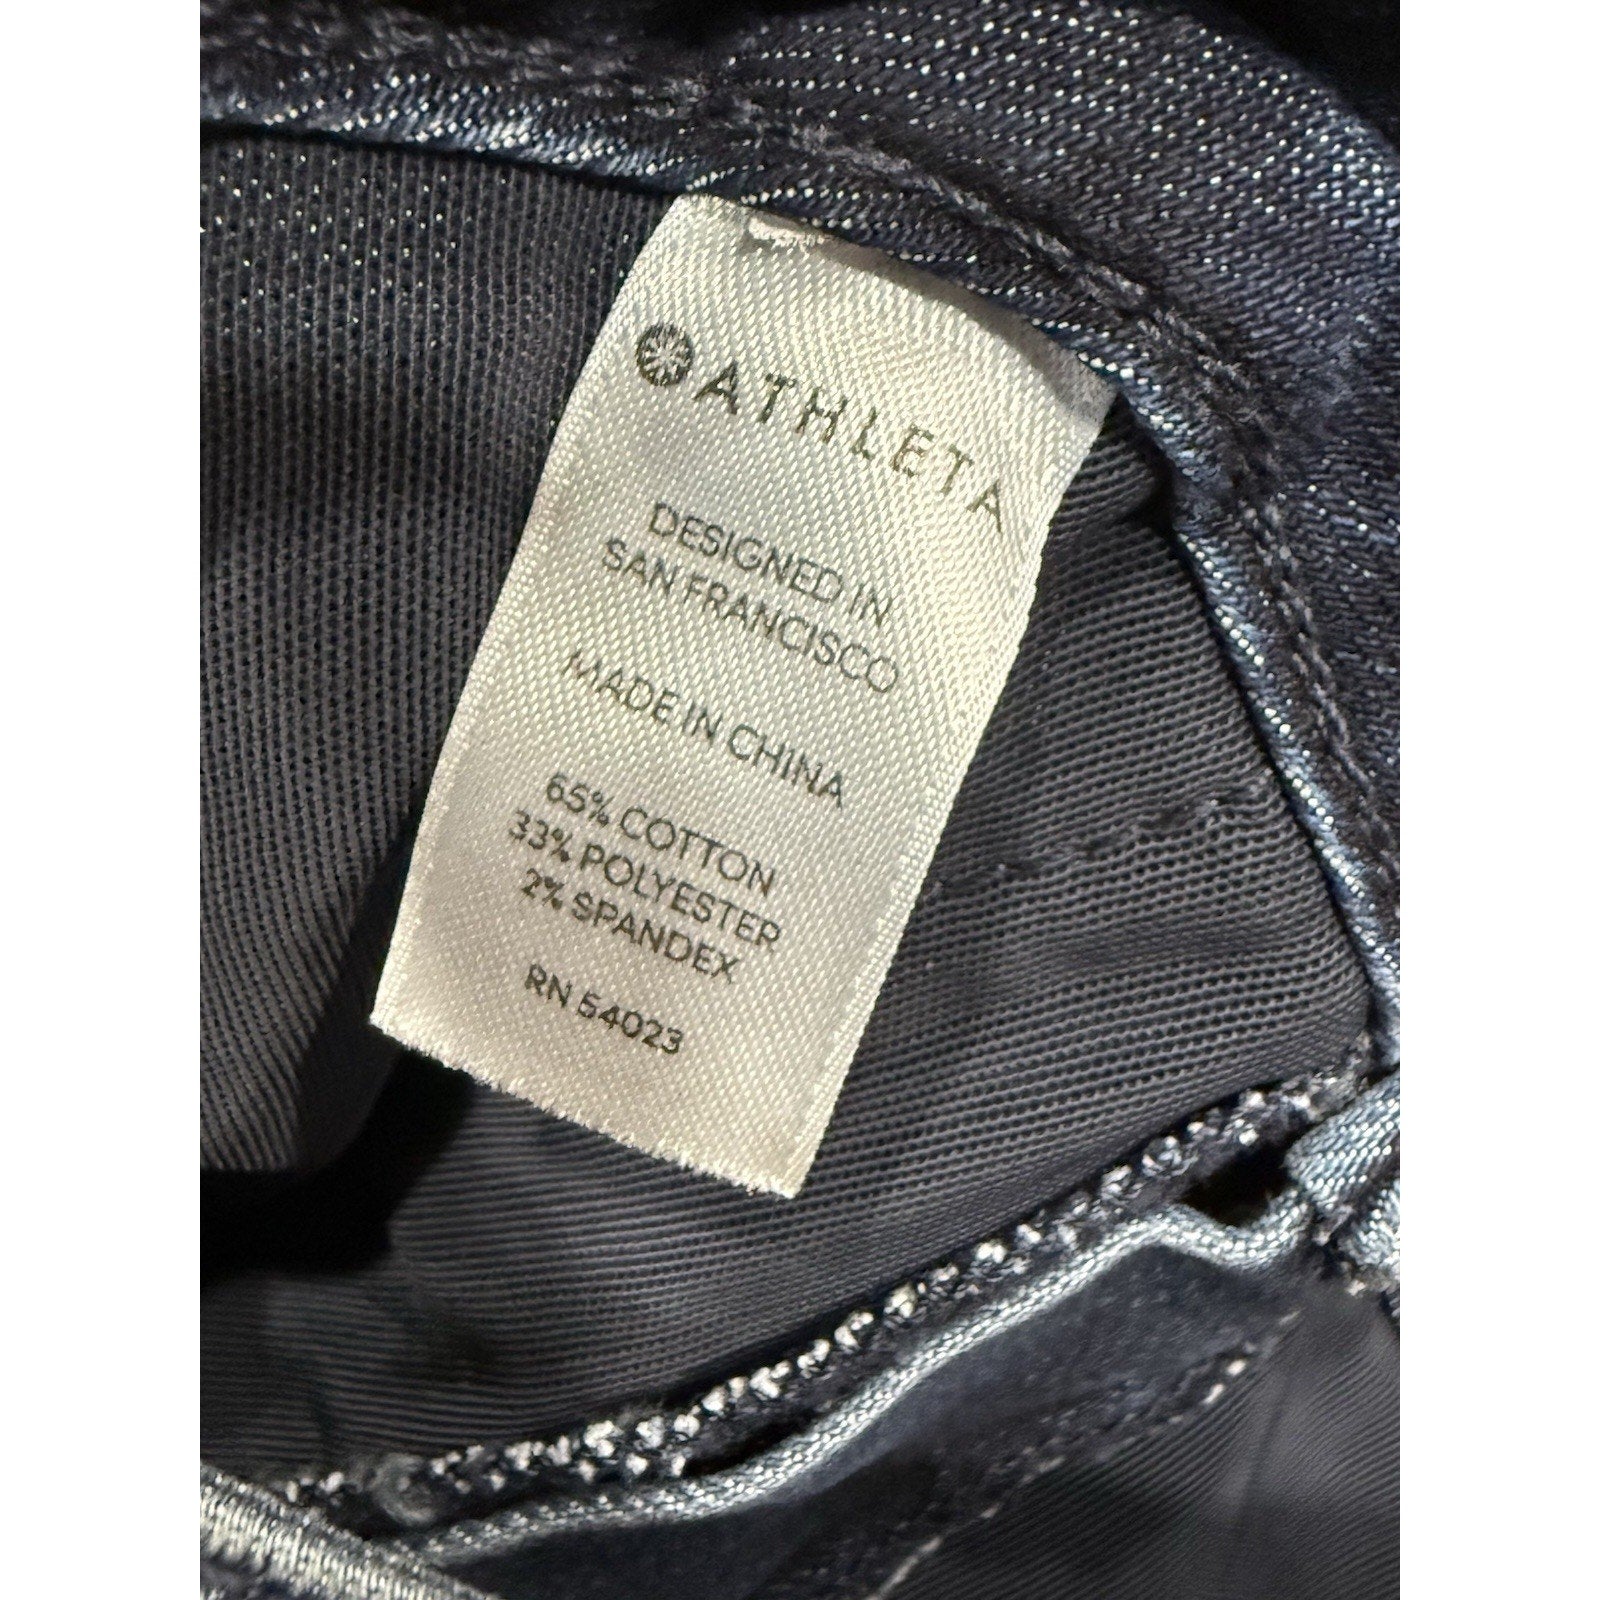 ATHLETA
DESIGNED IN
SAN FRANCISCO
MADE IN CHINA
65% COTTON
33% POLYESTER
2% SPANDEX
RN 54023